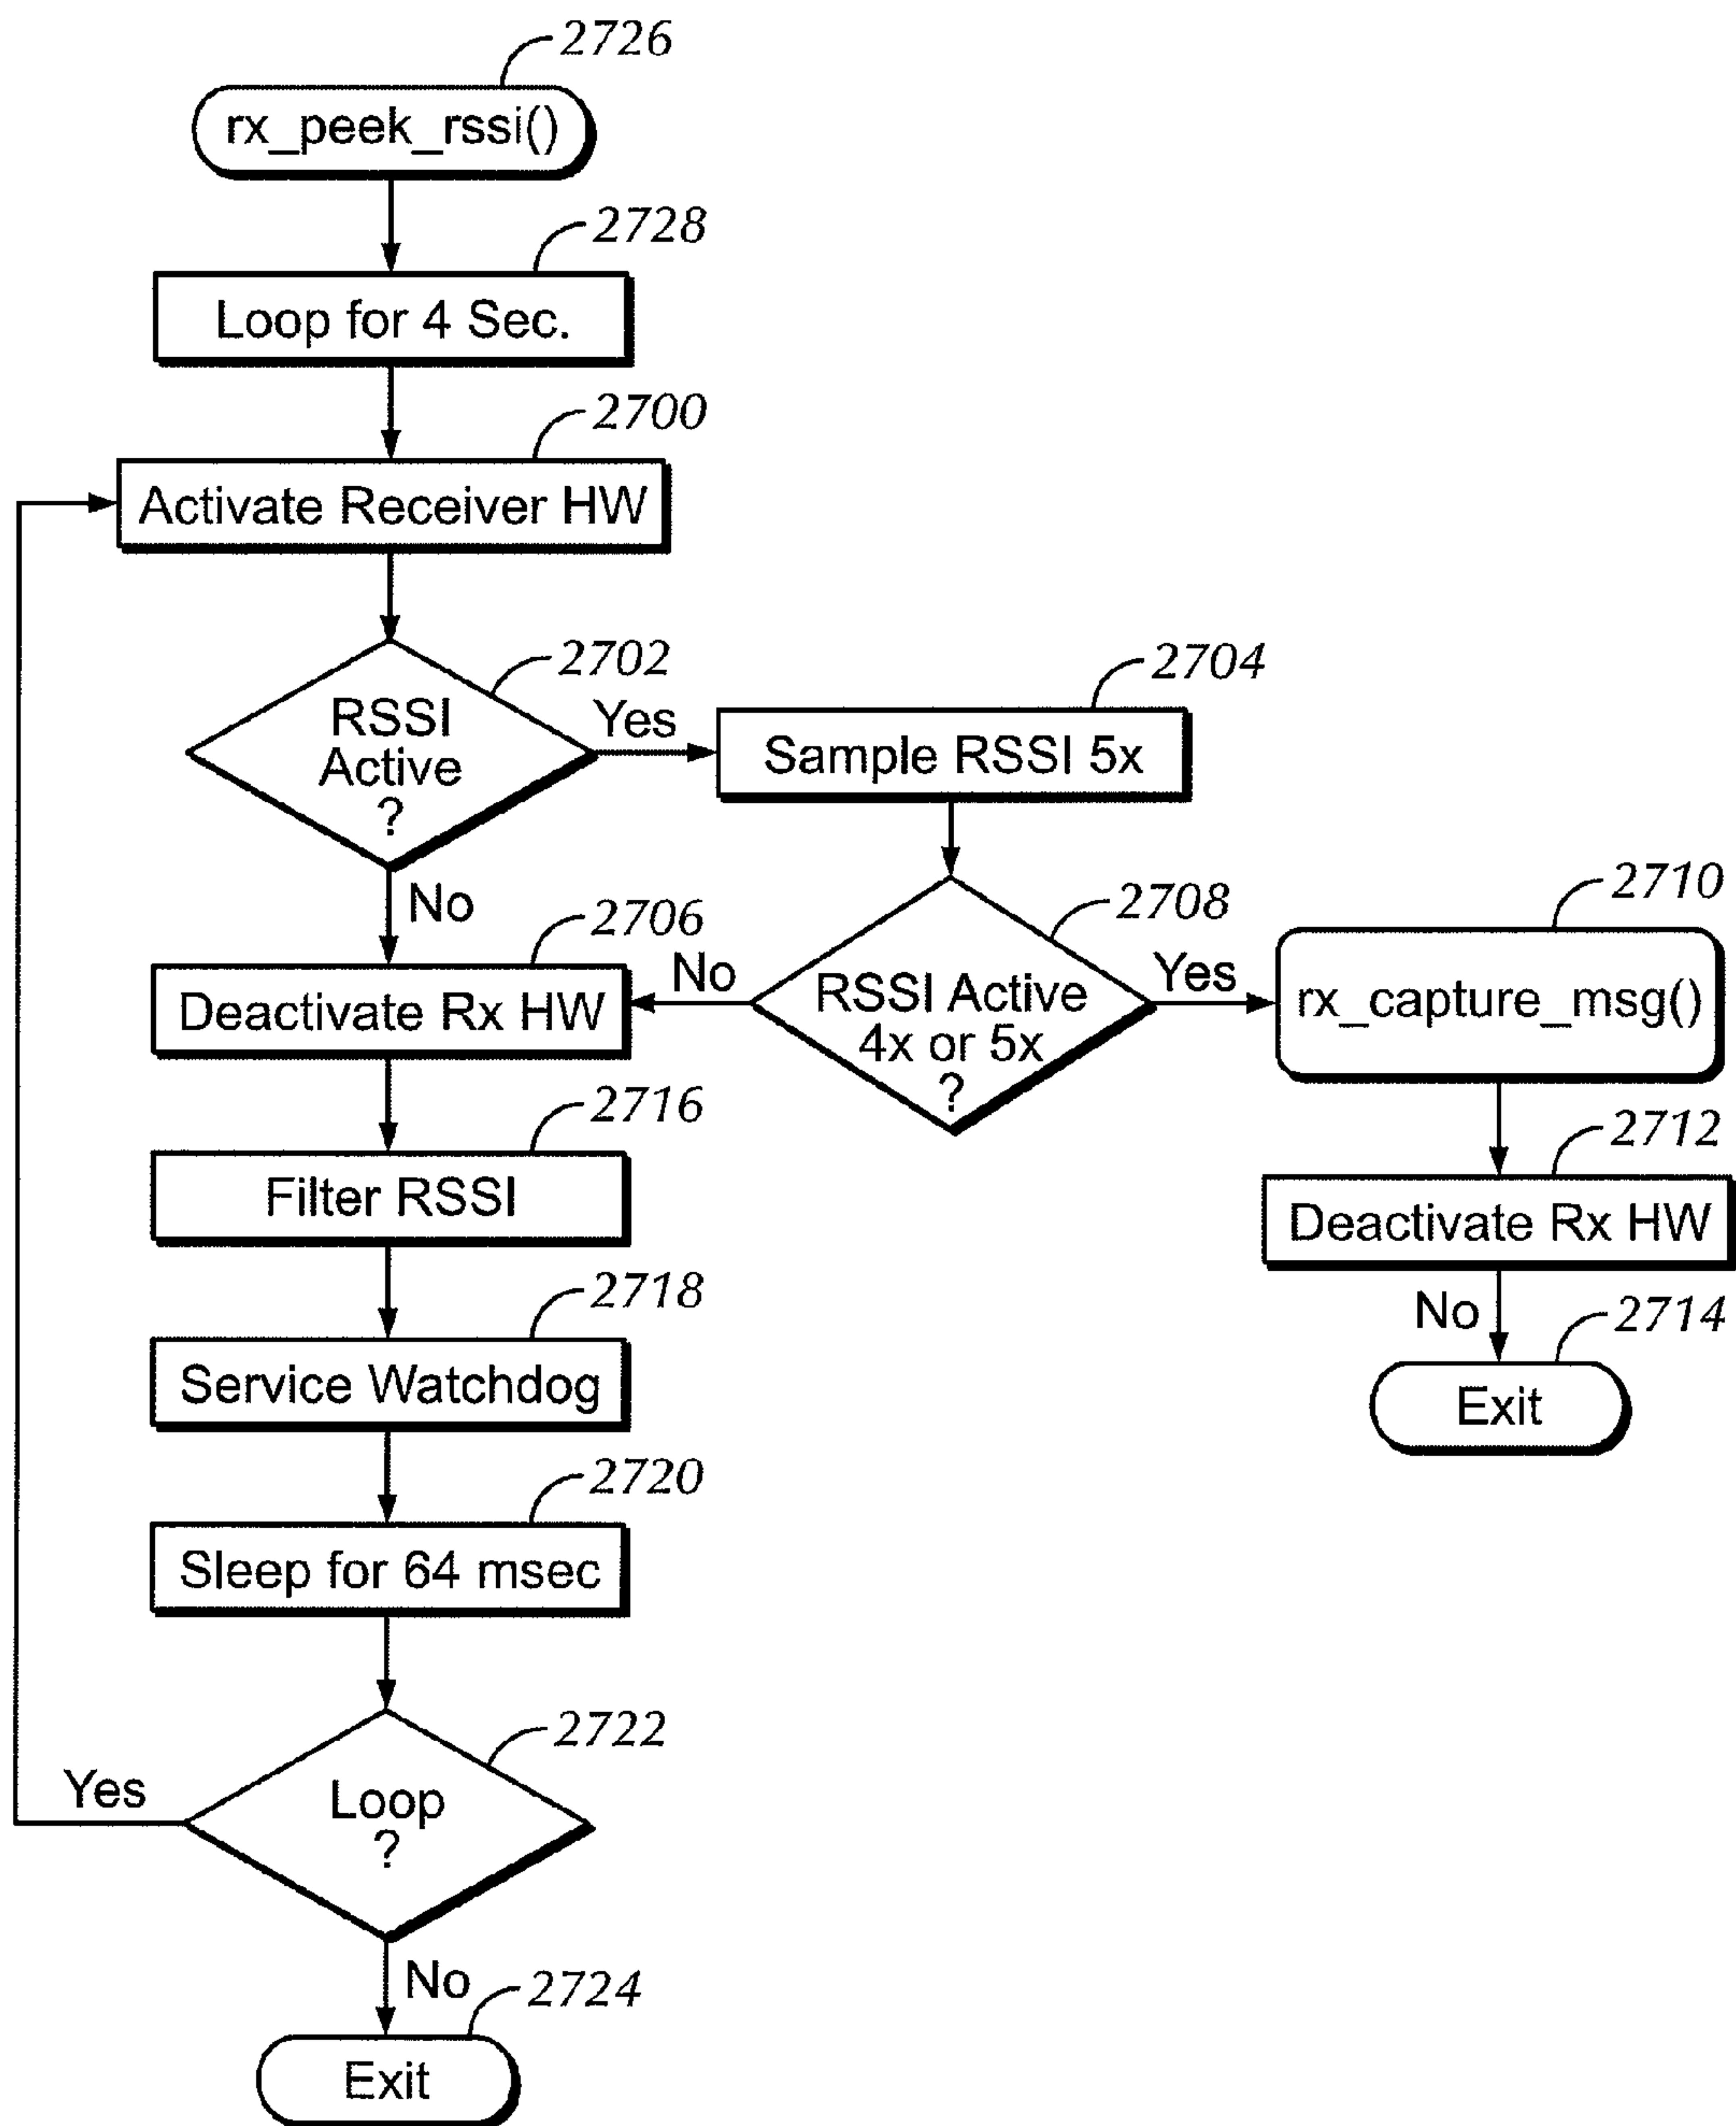 2726
rx_peek_rssi()
2728
Loop for 4 Sec.
2700
Activate Receiver HW
2702
RSSI
Active
?
Yes
2704
Sample RSSI 5x
No
2706
Deactivate Rx HW
No
2708
RSSI Active
4x or 5x
?
Yes
2710
rx_capture_msg()
2712
Deactivate Rx HW
No
2714
Exit
2716
Filter RSSI
2718
Service Watchdog
2720
Sleep for 64 msec
2722
Loop
?
Yes
No
2724
Exit